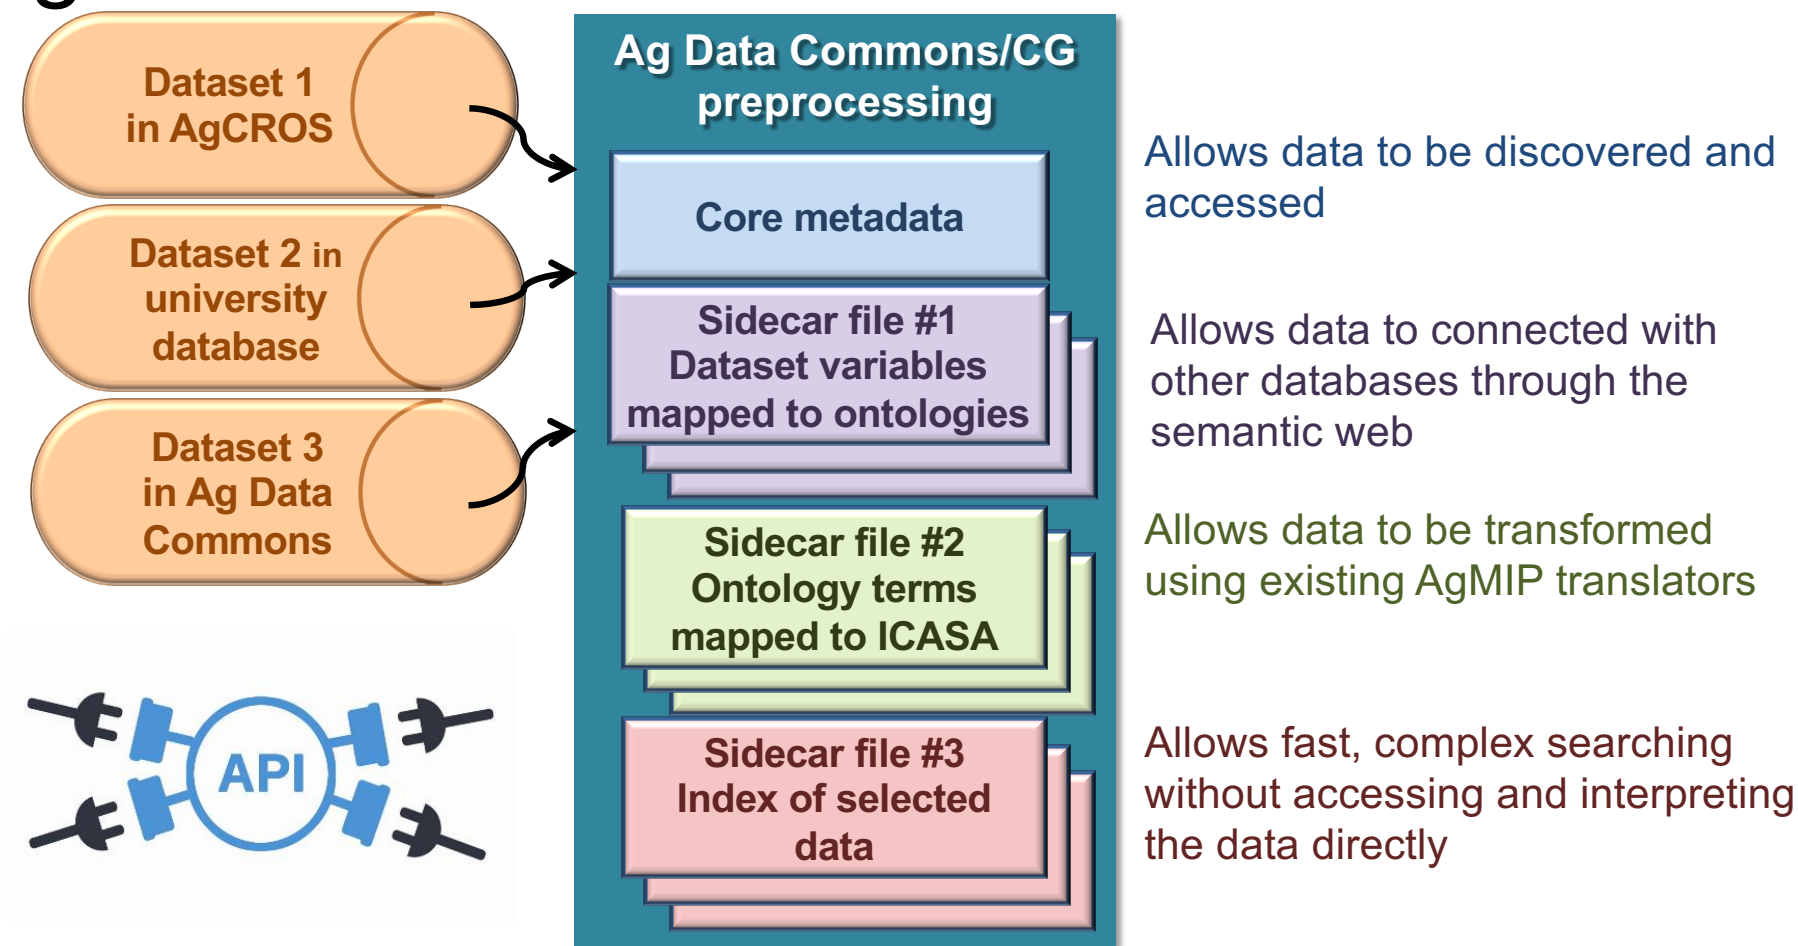 Dataset 1
in AgCROS
Dataset 2 in
university
database
Dataset 3
in Ag Data
Commons
API
Ag Data Commons/CG
preprocessing
Core metadata
Sidecar file #1
Dataset variables
mapped to ontologies
Sidecar file #2
Ontology terms
mapped to ICASA
Sidecar file #3
Index of selected
data
Allows data to be discovered and
accessed
Allows data to connected with
other databases through the
semantic web
Allows data to be transformed
using existing AgMIP translators
Allows fast, complex searching
without accessing and interpreting
the data directly